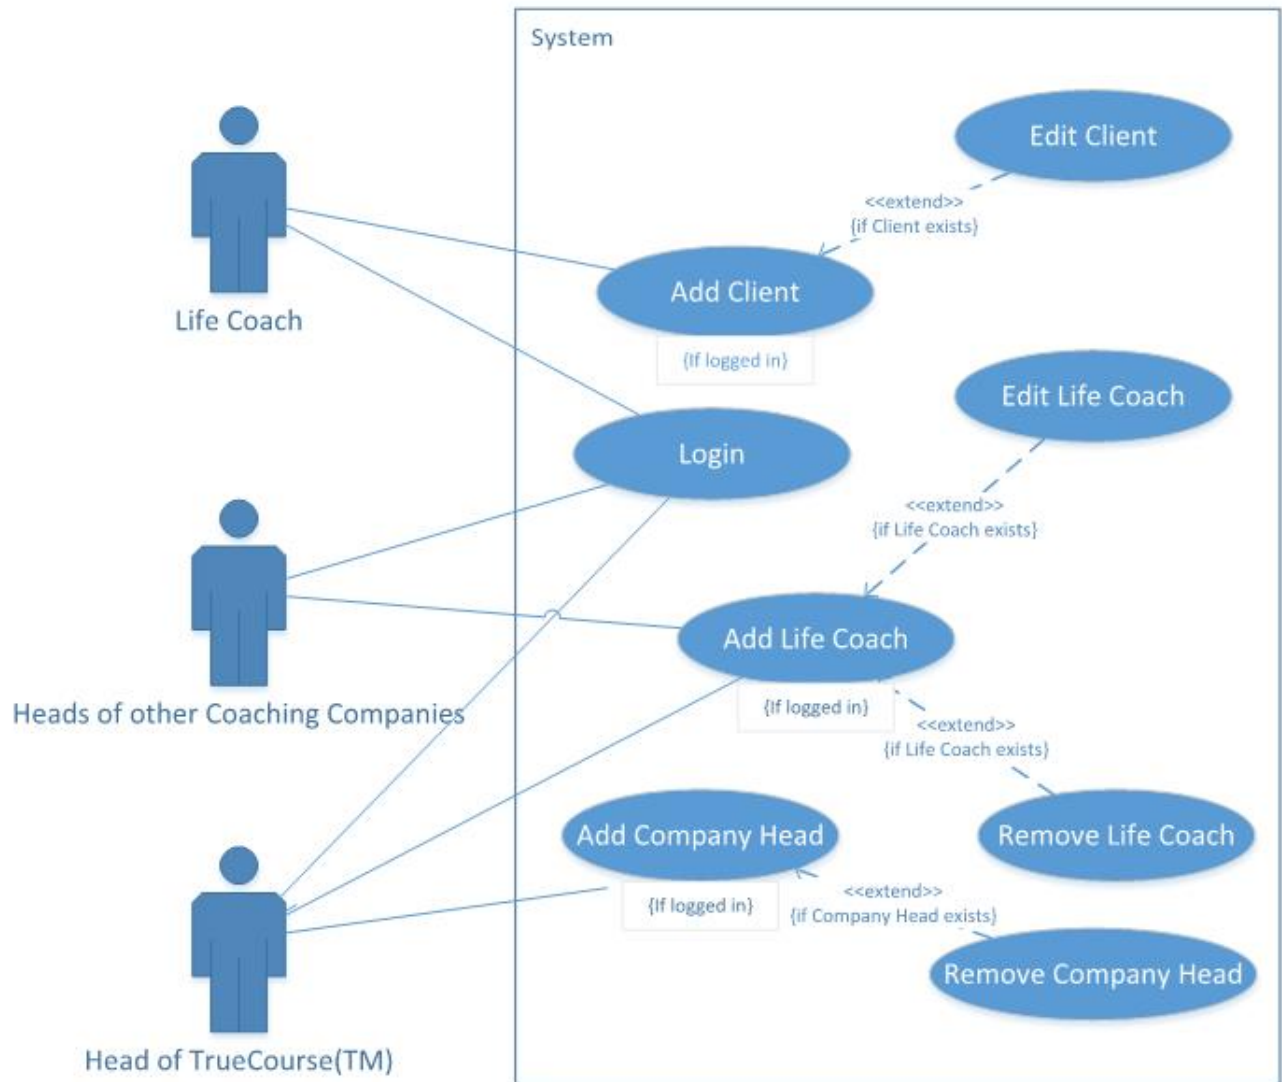 System
Edit Client
<<extend>>
{if Client exists}
Add Client
Life Coach
{If logged in}
Edit Life Coach
Login
<<extend>>
{if Life Coach exists}
Add Life Coach
Heads of other Coaching Companies
{If logged in}
<<extend>>
{if Life Coach exists}
Add Company Head
Remove Life Coach
<<extend>>
{If logged in}
{if Company Head exists}
Remove Company Head
Head of TrueCourse(TM)